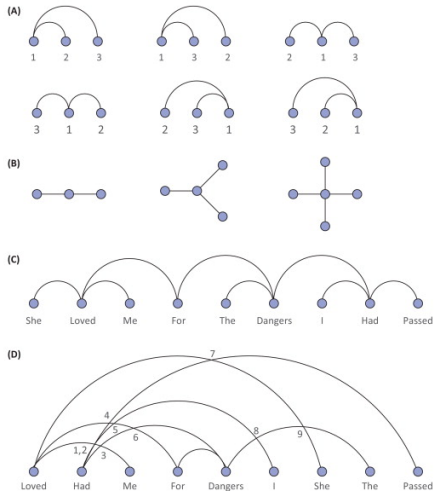 (A)
1 2 3 1 3 2 2 1 3
3 1 2 2 3 1 3 2 1
(B)
(C)
She Loved Me For The Dangers I Had Passed
(D)
7
4
5 8 9
6
1,2 3
Loved Had Me For Dangers I She The Passed